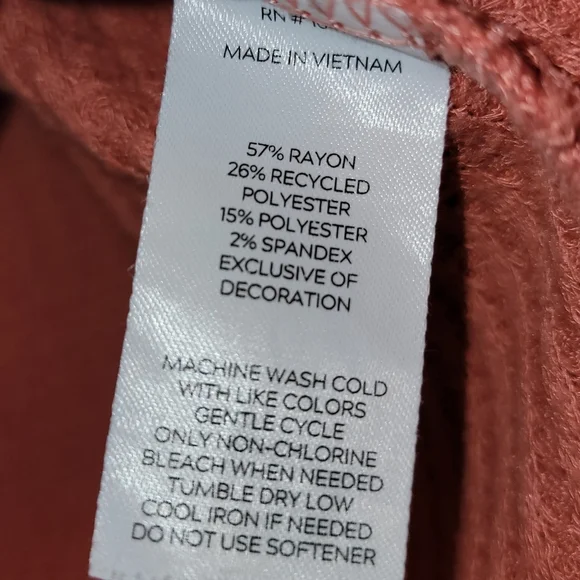 RN #
MADE IN VIETNAM
57% RAYON
26% RECYCLED
POLYESTER
15% POLYESTER
2% SPANDEX
EXCLUSIVE OF
DECORATION
MACHINE WASH COLD
WITH LIKE COLORS
GENTLE CYCLE
ONLY NON-CHLORINE
BLEACH WHEN NEEDED
TUMBLE DRY LOW
COOL IRON IF NEEDED
DO NOT USE SOFTENER